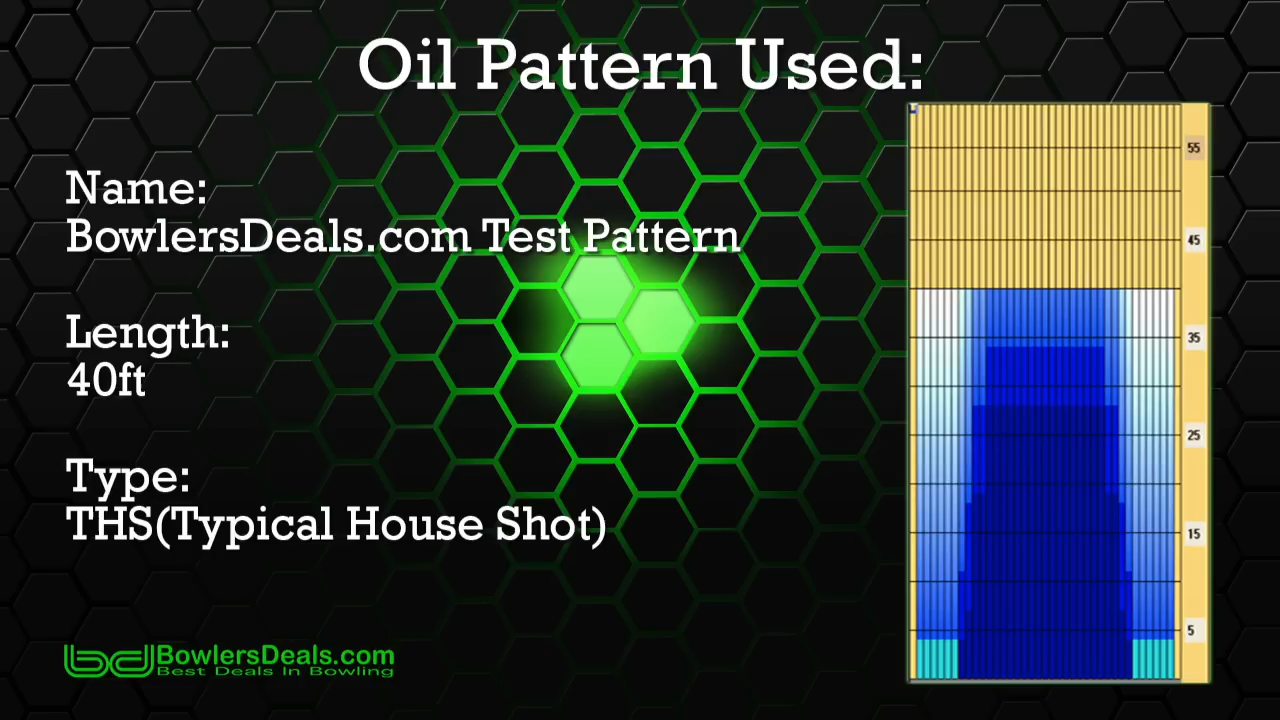 Oil Pattern Used:
Name:
BowlersDeals.com Test Pattern
Length:
40ft
Type:
THS(Typical House Shot)
55
45
35
25
15
5
bd BowlersDeals.com
Best Deals In Bowling